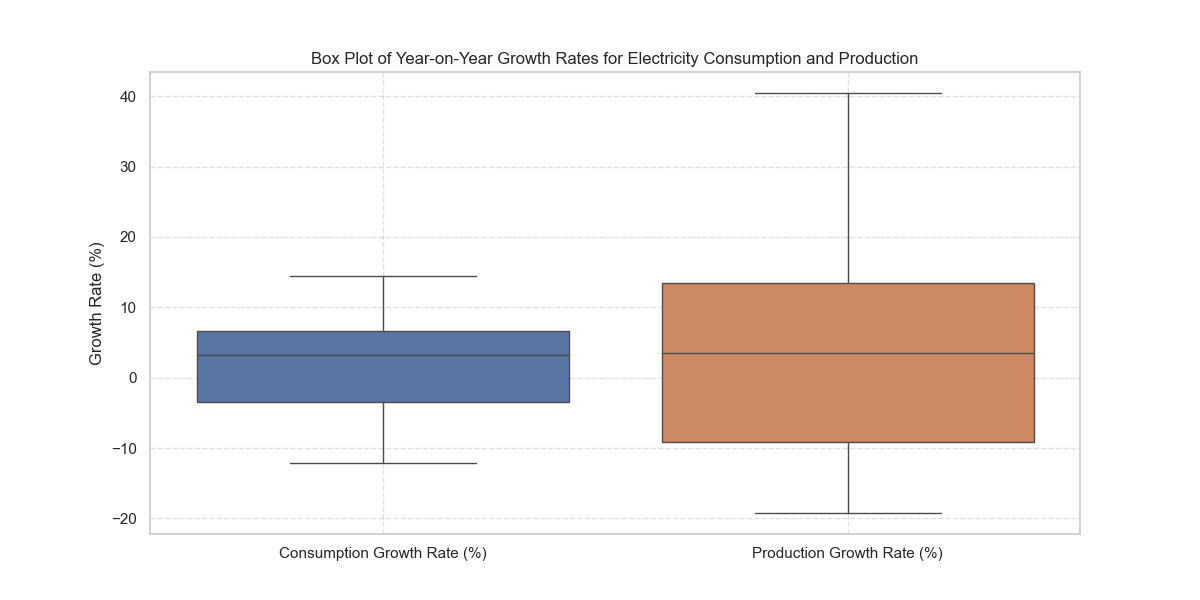 Box Plot of Year-on-Year Growth Rates for Electricity Consumption and Production
Growth Rate (%)
40
30
20
10
0
−10
−20
Consumption Growth Rate (%)
Production Growth Rate (%)